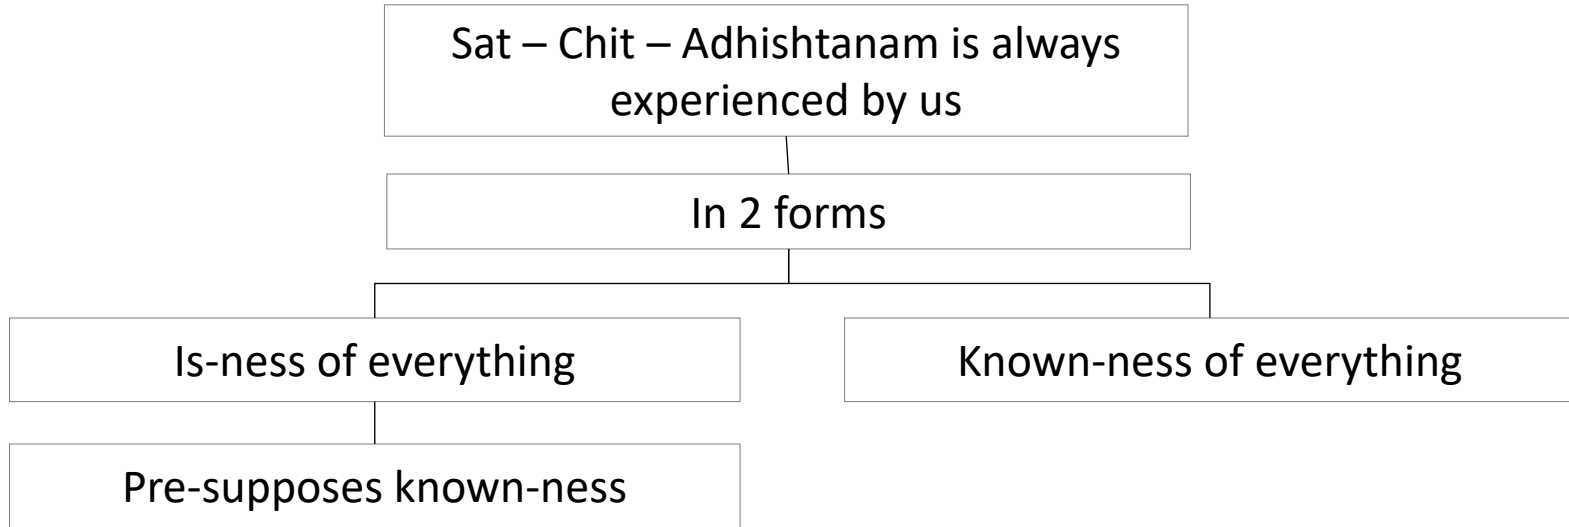 Sat – Chit – Adhishtanam is always
experienced by us
In 2 forms
Is-ness of everything
Known-ness of everything
Pre-supposes known-ness